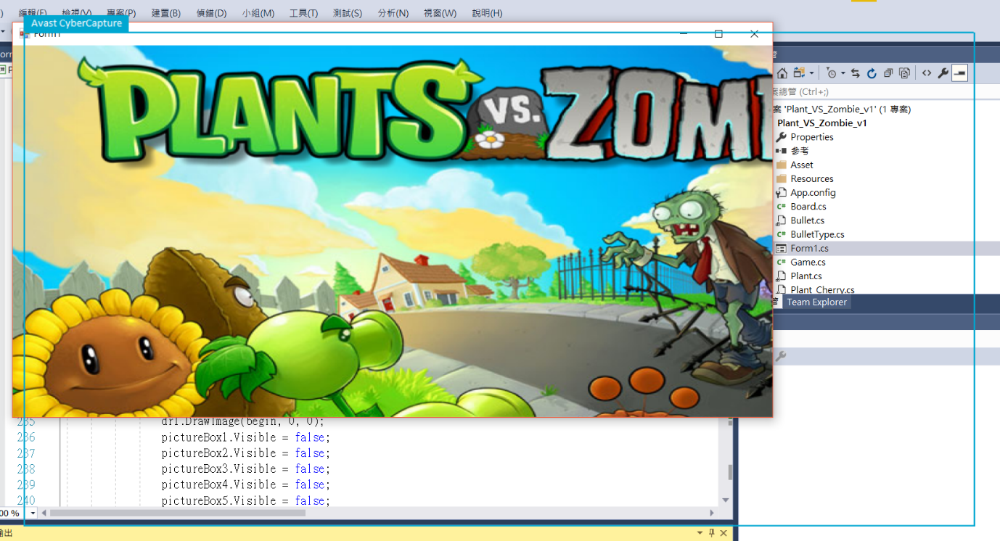 編輯(E) 檢視(V) 專案(P) 建置(B) 偵錯(D) 小組(M) 工具(T) 測試(S) 分析(N) 視窗(W) 說明(H)
Avast CyberCapture
Form1
PLANTS VS. ZOM
案總管 (Ctrl+;)
案 'Plant_VS_Zombie_v1' (1 專案)
Plant_VS_Zombie_v1
Properties
參考
Asset
Resources
App.config
Board.cs
Bullet.cs
BulletType.cs
Form1.cs
Game.cs
Plant.cs
Plant_Cherry.cs
管 Team Explorer
235 dr1.DrawImage(begin, 0, 0);
236 pictureBox1.Visible = false;
237 pictureBox2.Visible = false;
238 pictureBox3.Visible = false;
239 pictureBox4.Visible = false;
240 pictureBox5.Visible = false;
00 %
輸出